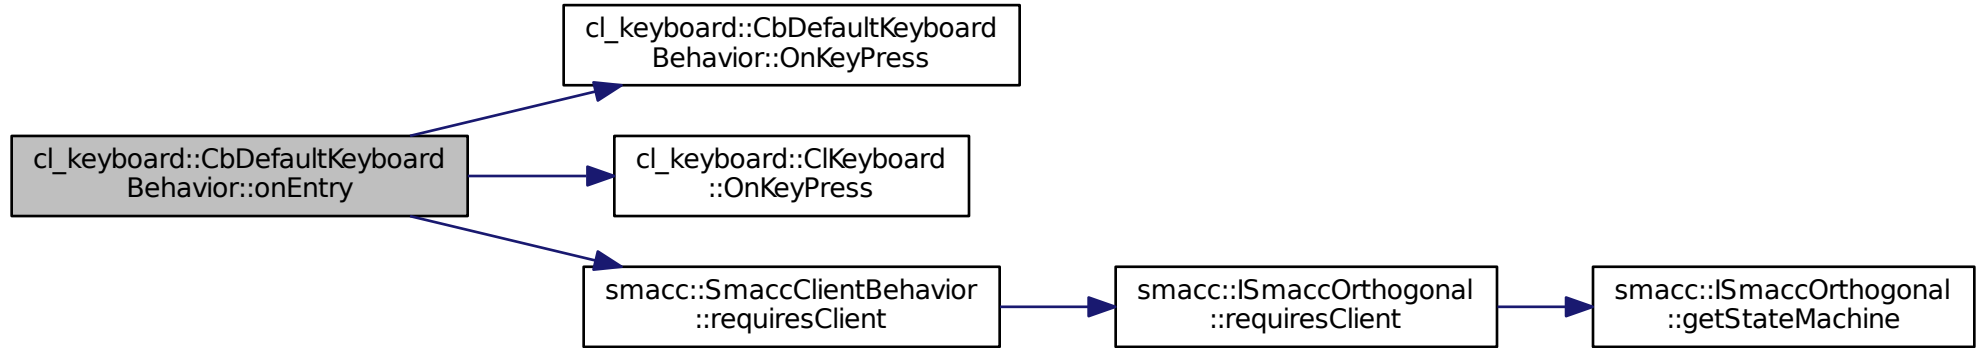 cl_keyboard::CbDefaultKeyboard
Behavior::OnKeyPress
cl_keyboard::CbDefaultKeyboard
Behavior::onEntry
cl_keyboard::ClKeyboard
::OnKeyPress
smacc::SmaccClientBehavior
::requiresClient
smacc::ISmaccOrthogonal
::requiresClient
smacc::ISmaccOrthogonal
::getStateMachine